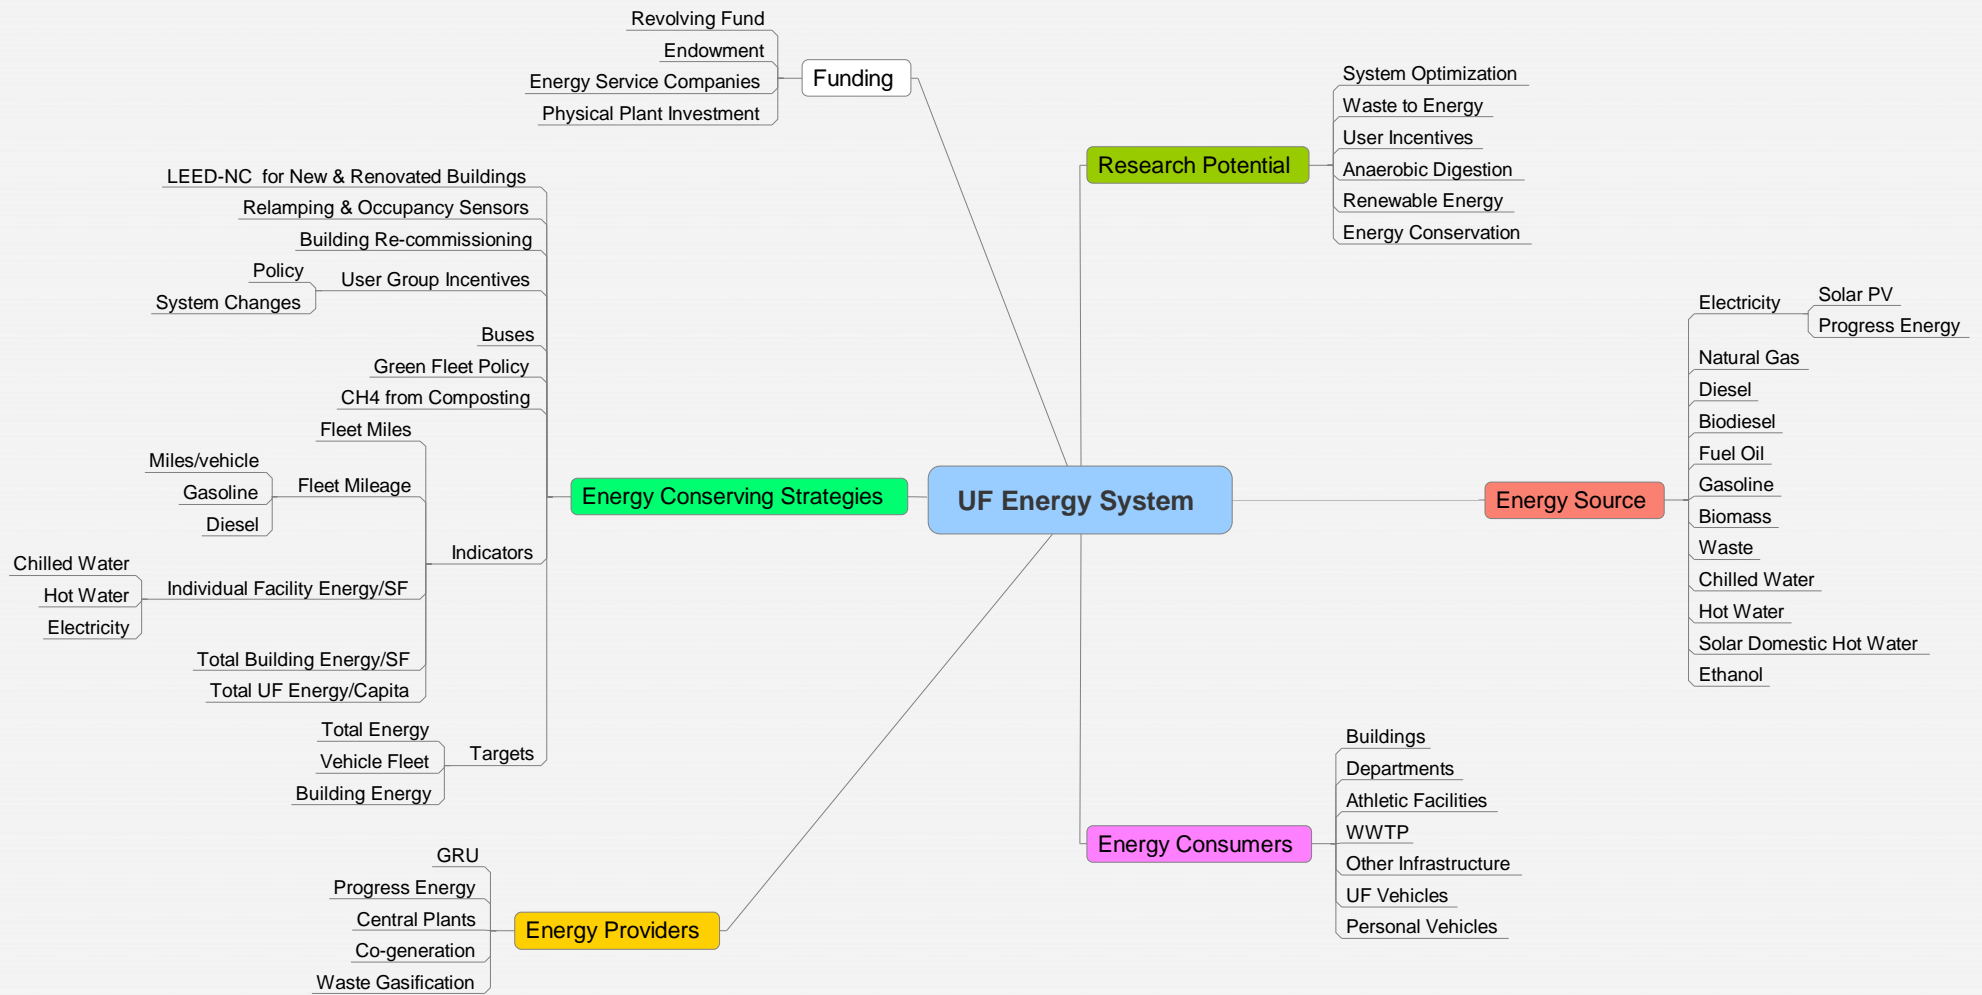 UF Energy System
Funding
Revolving Fund
Endowment
Energy Service Companies
Physical Plant Investment
Research Potential
System Optimization
Waste to Energy
User Incentives
Anaerobic Digestion
Renewable Energy
Energy Conservation
Energy Conserving Strategies
LEED-NC for New & Renovated Buildings
Relamping & Occupancy Sensors
Building Re-commissioning
User Group Incentives
Policy
System Changes
Buses
Green Fleet Policy
CH4 from Composting
Indicators
Fleet Miles
Fleet Mileage
Miles/vehicle
Gasoline
Diesel
Individual Facility Energy/SF
Chilled Water
Hot Water
Electricity
Total Building Energy/SF
Total UF Energy/Capita
Targets
Total Energy
Vehicle Fleet
Building Energy
Energy Source
Electricity
Solar PV
Progress Energy
Natural Gas
Diesel
Biodiesel
Fuel Oil
Gasoline
Biomass
Waste
Chilled Water
Hot Water
Solar Domestic Hot Water
Ethanol
Energy Providers
GRU
Progress Energy
Central Plants
Co-generation
Waste Gasification
Energy Consumers
Buildings
Departments
Athletic Facilities
WWTP
Other Infrastructure
UF Vehicles
Personal Vehicles